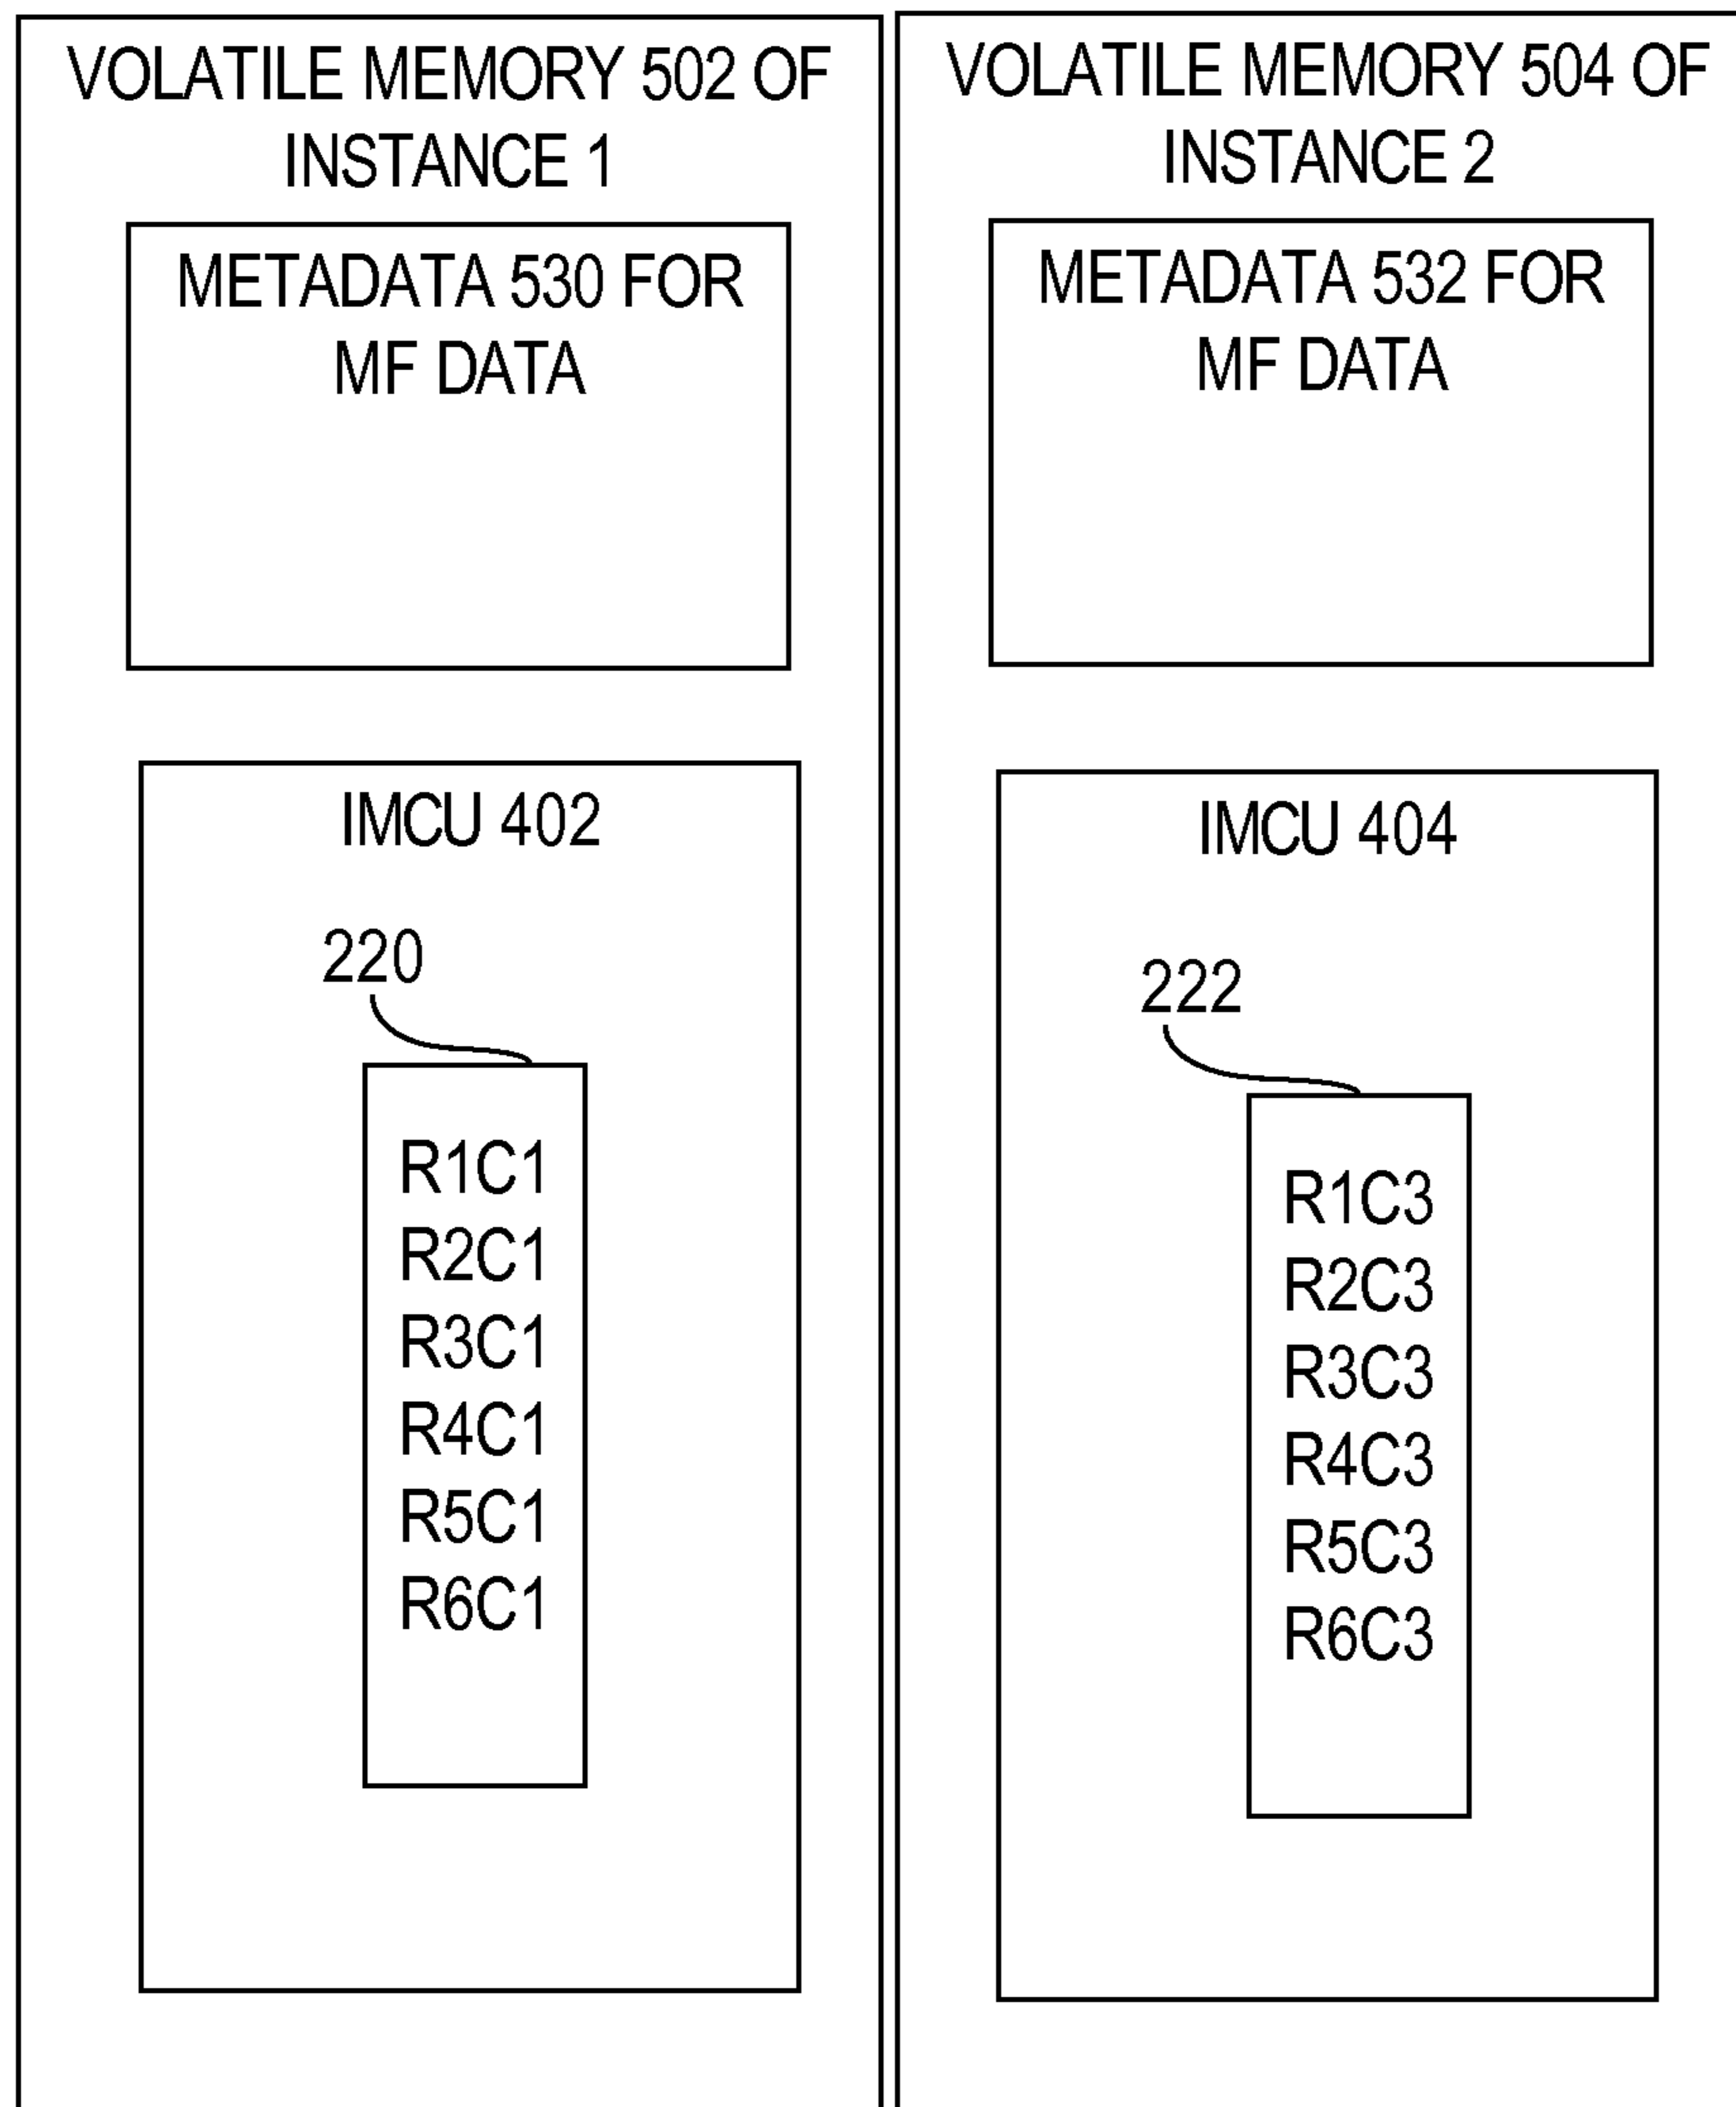 VOLATILE MEMORY 502 OF
INSTANCE 1
METADATA 530 FOR
MF DATA
IMCU 402
220
R1C1
R2C1
R3C1
R4C1
R5C1
R6C1
VOLATILE MEMORY 504 OF
INSTANCE 2
METADATA 532 FOR
MF DATA
IMCU 404
222
R1C3
R2C3
R3C3
R4C3
R5C3
R6C3